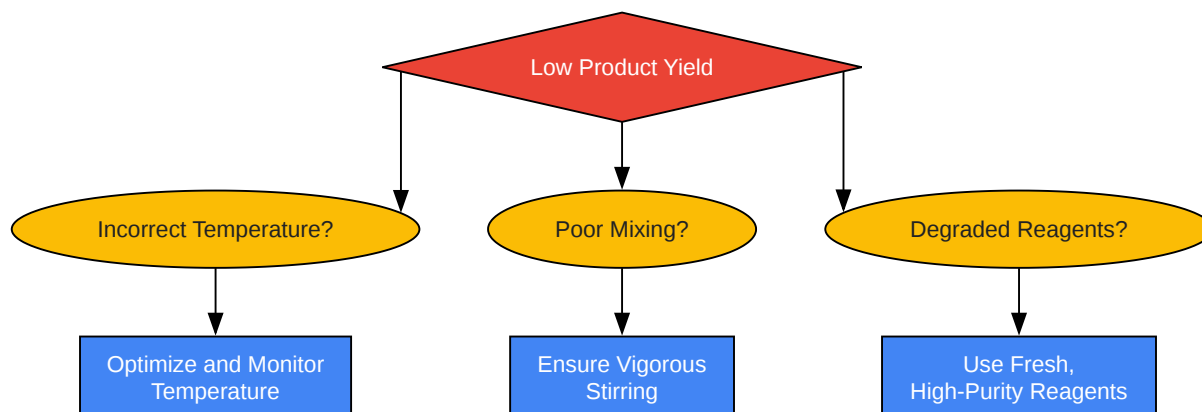 Low Product Yield
Incorrect Temperature?
Poor Mixing?
Degraded Reagents?
Optimize and Monitor
Temperature
Ensure Vigorous
Stirring
Use Fresh,
High-Purity Reagents